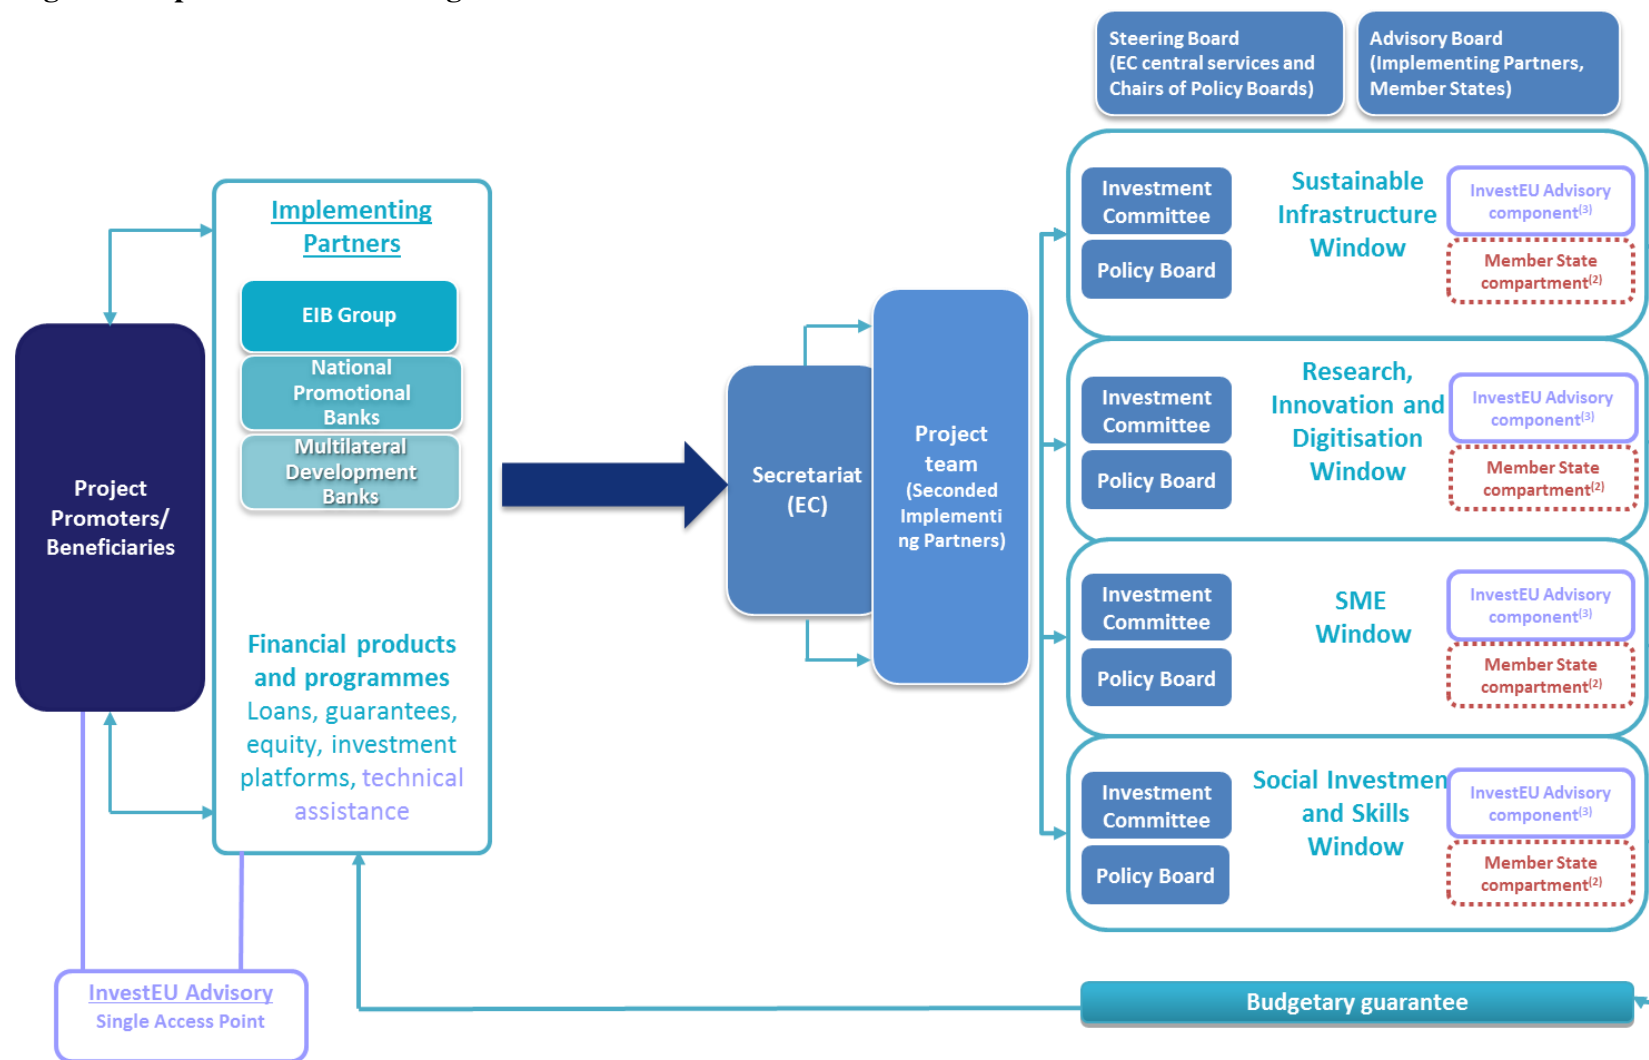 Steering Board
(EC central services and
Chairs of Policy Boards)
Advisory Board
(Implementing Partners,
Member States)
Implementing
Partners
EIB Group
National
Promotional
Banks
Multilateral
Development
Banks
Financial products
and programmes
Loans, guarantees,
equity, investment
platforms, technical
assistance
Project
Promoters/
Beneficiaries
InvestEU Advisory
Single Access Point
Secretariat
(EC)
Project
team
(Seconded
Implementi
ng Partners)
Investment
Committee
Policy Board
Sustainable
Infrastructure
Window
InvestEU Advisory
component(3)
Member State
compartment(2)
Investment
Committee
Policy Board
Research,
Innovation and
Digitisation
Window
InvestEU Advisory
component(3)
Member State
compartment(2)
Investment
Committee
Policy Board
SME
Window
InvestEU Advisory
component(3)
Member State
compartment(2)
Investment
Committee
Policy Board
Social Investmen
and Skills
Window
InvestEU Advisory
component(3)
Member State
compartment(2)
Budgetary guarantee